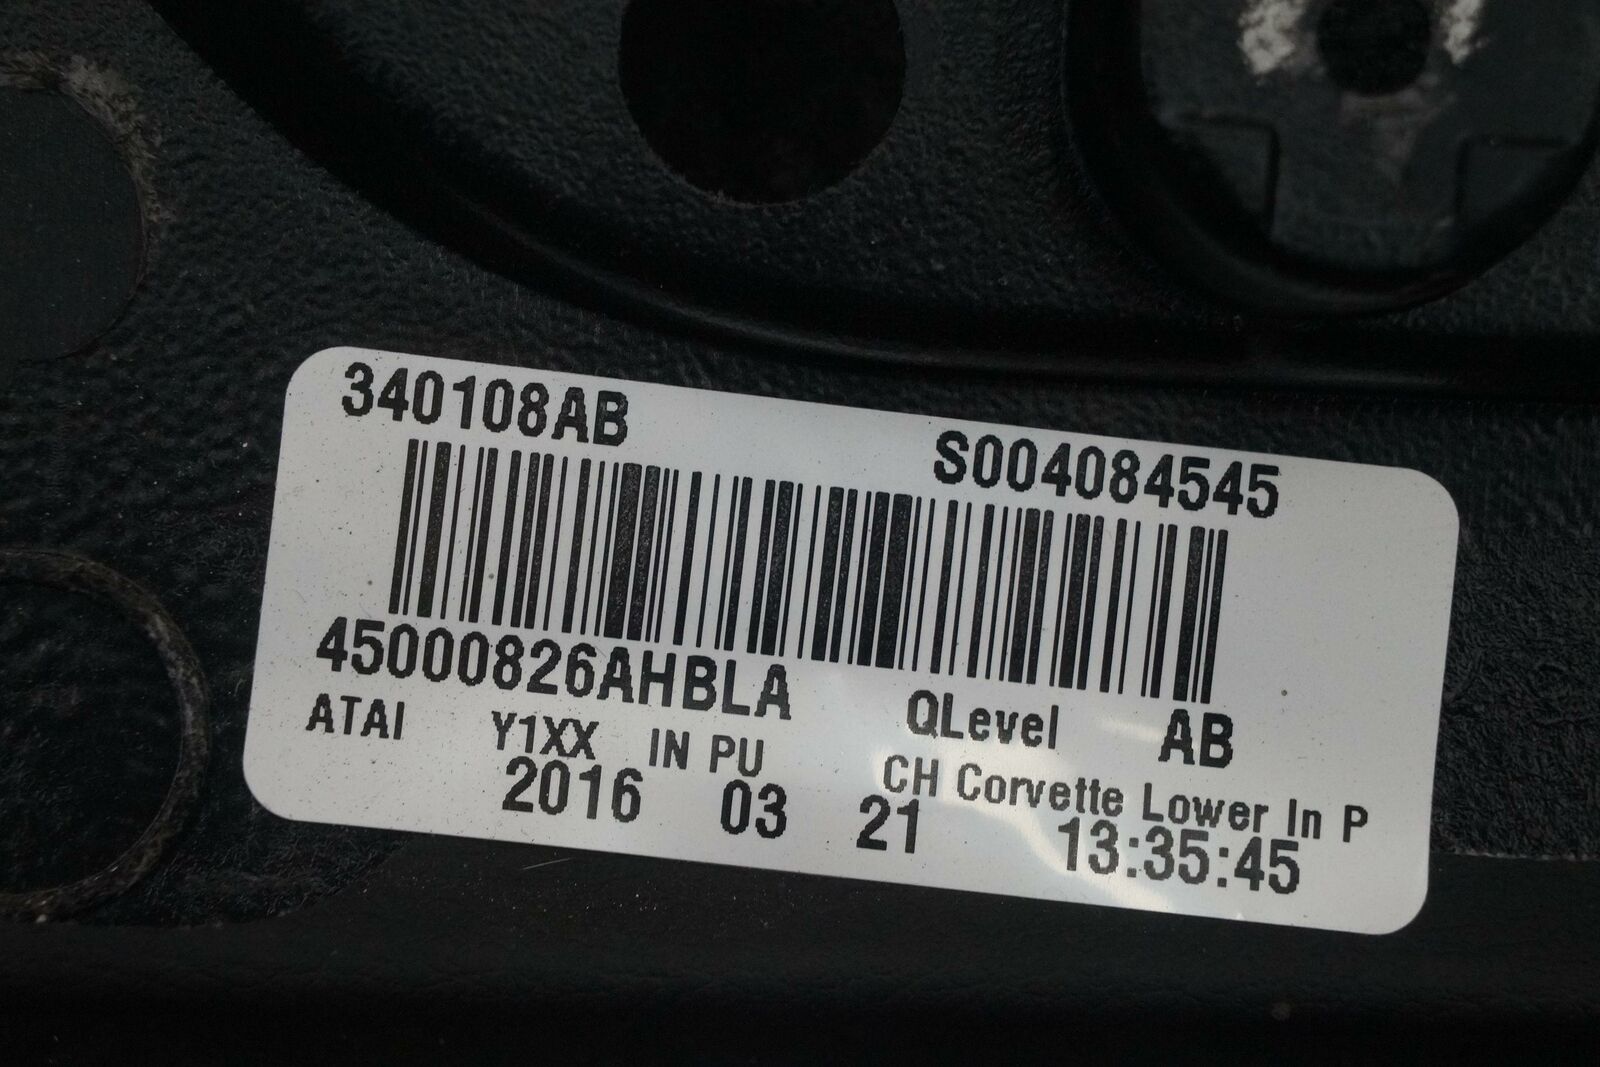 340108AB S004084545
45000826AHBLA QLevel AB
ATAI Y1XX IN PU CH Corvette Lower In P
2016 03 21 13:35:45